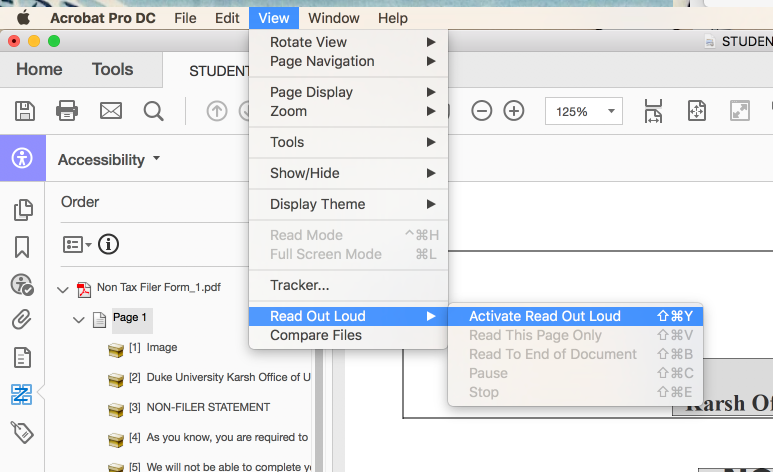 Acrobat Pro DC File Edit View Window Help
STUDEN
Home Tools STUDENT
125%
Rotate View
Page Navigation
Page Display
Zoom
Tools
Show/Hide
Display Theme
Read Mode ^⌘H
Full Screen Mode ⌘L
Tracker...
Read Out Loud
Compare Files
Activate Read Out Loud ⇧⌘Y
Read This Page Only ⇧⌘V
Read To End of Document ⇧⌘B
Pause ⇧⌘C
Stop ⇧⌘E
Accessibility
Order
Non Tax Filer Form_1.pdf
Page 1
[1] Image
[2] Duke University Karsh Office of U
[3] NON-FILER STATEMENT
[4] As you know, you are required to
[5] We will not be able to complete y
Karsh Of